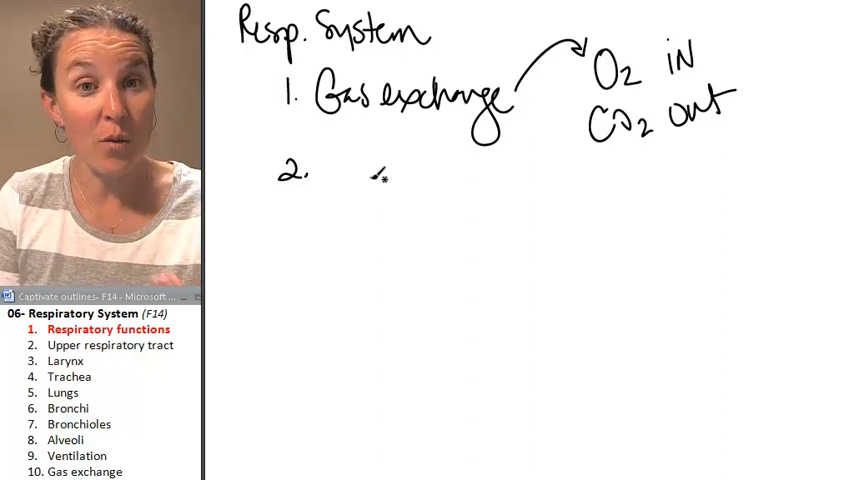 Resp. System
1. Gas exchange
O2 in
CO2 out
2.
Captivate outlines- F14 - Microsoft ...
06- Respiratory System (F14)
1. Respiratory functions
2. Upper respiratory tract
3. Larynx
4. Trachea
5. Lungs
6. Bronchi
7. Bronchioles
8. Alveoli
9. Ventilation
10. Gas exchange